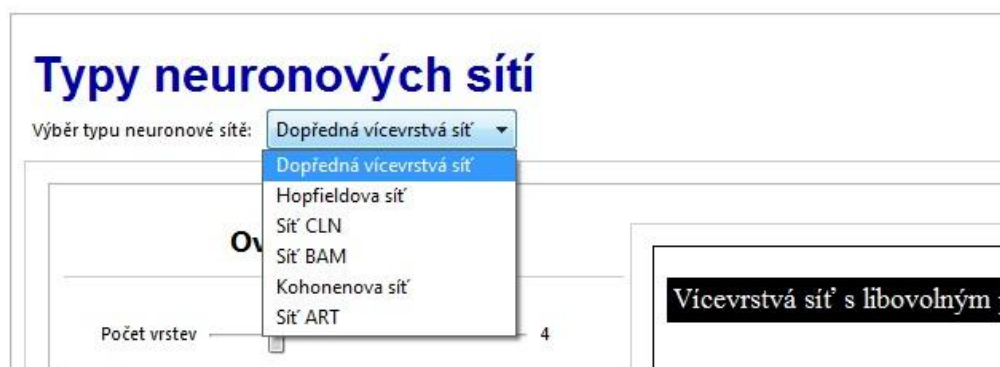 Typy neuronových sítí
Výběr typu neuronové sítě: Dopředná vícevrstvá síť
Dopředná vícevrstvá síť
Hopfieldova síť
Síť CLN
Síť BAM
Kohonenova síť
Síť ART
Počet vrstev 4
Vícevrstvá síť s libovolným